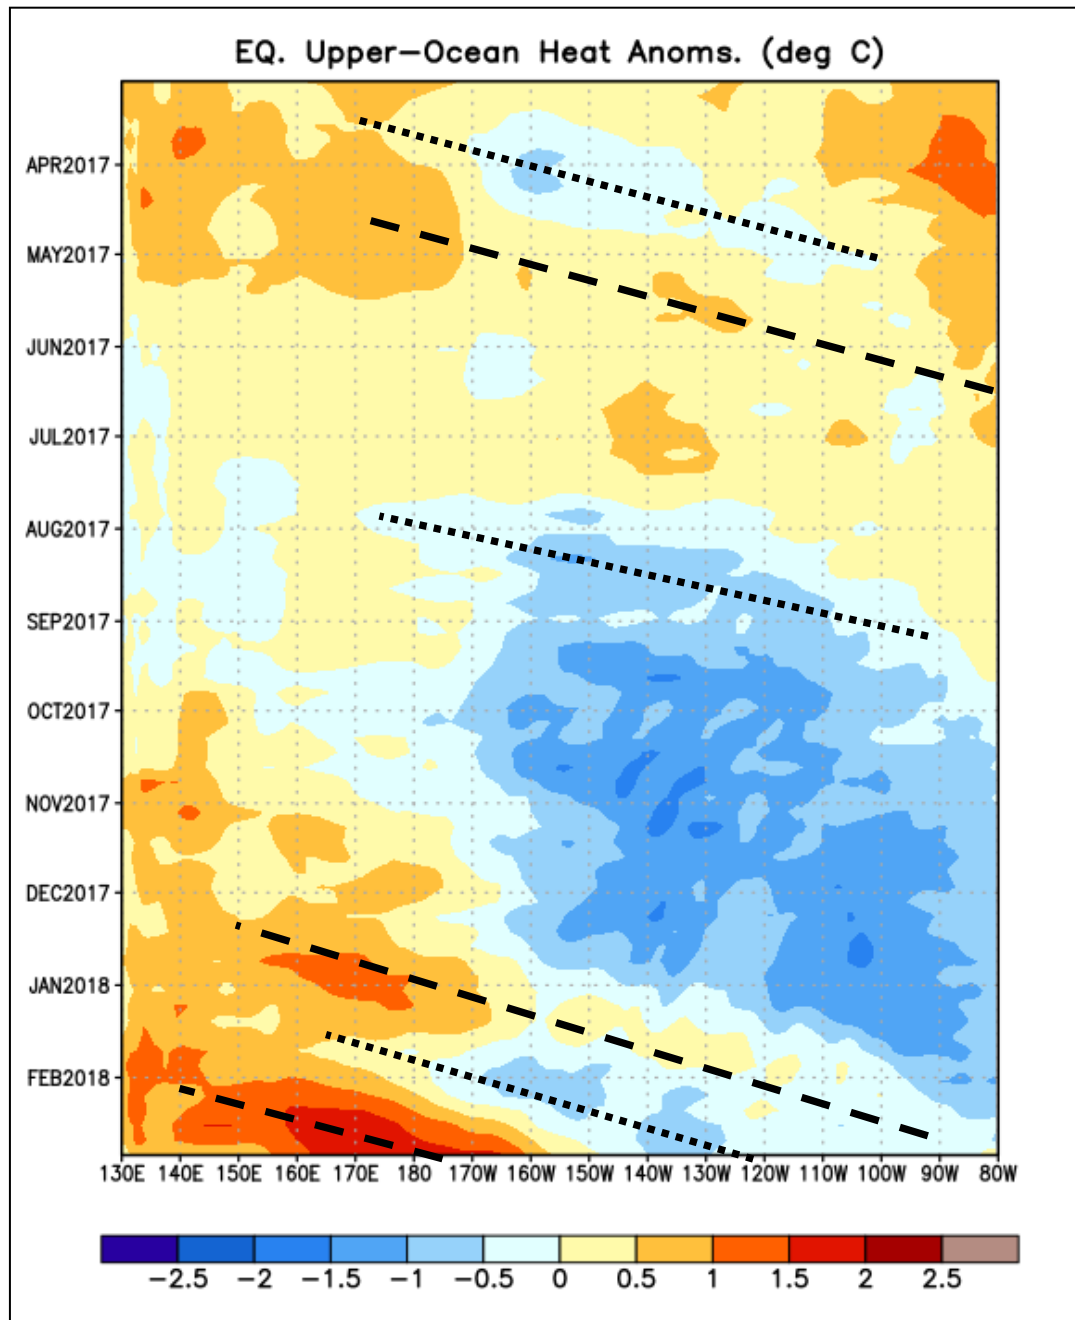 EQ. Upper-Ocean Heat Anoms. (deg C)
APR2017
MAY2017
JUN2017
JUL2017
AUG2017
SEP2017
OCT2017
NOV2017
DEC2017
JAN2018
FEB2018
130E 140E 150E 160E 170E 180 170W 160W 150W 140W 130W 120W 110W 100W 90W 80W
-2.5 -2 -1.5 -1 -0.5 0 0.5 1 1.5 2 2.5